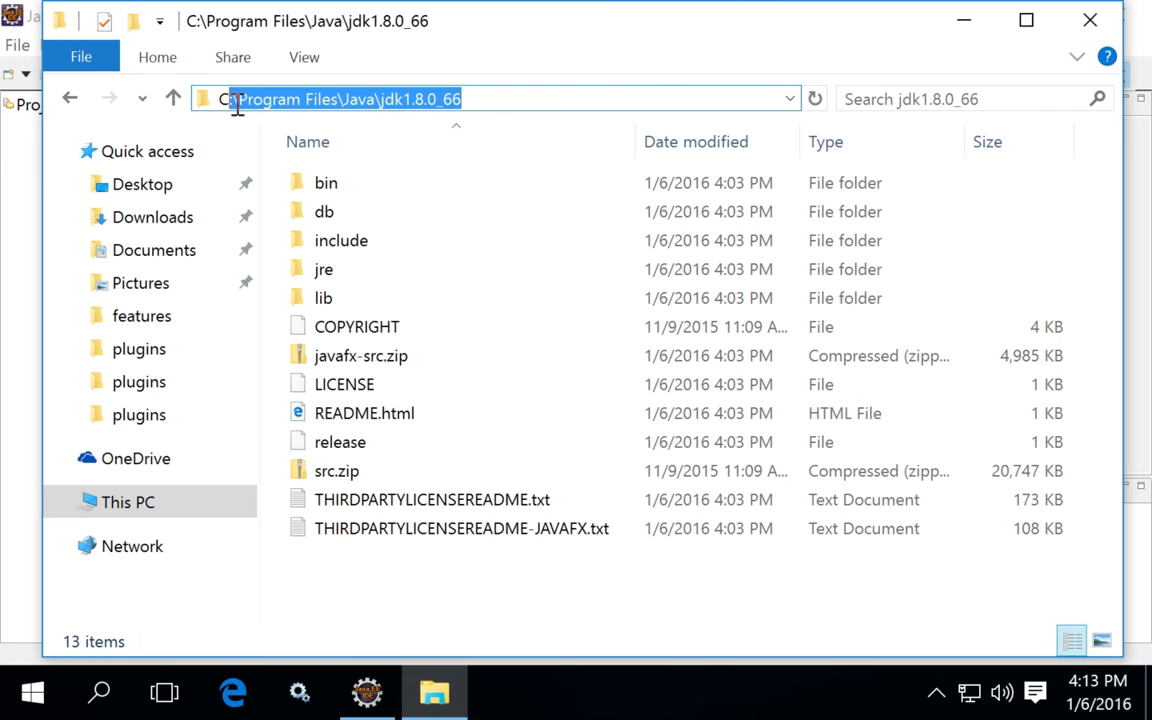 Ja
C:\Program Files\Java\jdk1.8.0_66
File
File Home Share View
C:\Program Files\Java\jdk1.8.0_66
Search jdk1.8.0_66
Pro
Name Date modified Type Size
Quick access
Desktop
Downloads
Documents
Pictures
features
plugins
plugins
plugins
OneDrive
This PC
Network
bin 1/6/2016 4:03 PM File folder
db 1/6/2016 4:03 PM File folder
include 1/6/2016 4:03 PM File folder
jre 1/6/2016 4:03 PM File folder
lib 1/6/2016 4:03 PM File folder
COPYRIGHT 11/9/2015 11:09 A... File 4 KB
javafx-src.zip 1/6/2016 4:03 PM Compressed (zipp... 4,985 KB
LICENSE 1/6/2016 4:03 PM File 1 KB
README.html 1/6/2016 4:03 PM HTML File 1 KB
release 1/6/2016 4:03 PM File 1 KB
src.zip 11/9/2015 11:09 A... Compressed (zipp... 20,747 KB
THIRDPARTYLICENSEREADME.txt 1/6/2016 4:03 PM Text Document 173 KB
THIRDPARTYLICENSEREADME-JAVAFX.txt 1/6/2016 4:03 PM Text Document 108 KB
13 items
Java EE
IDE
4:13 PM
1/6/2016